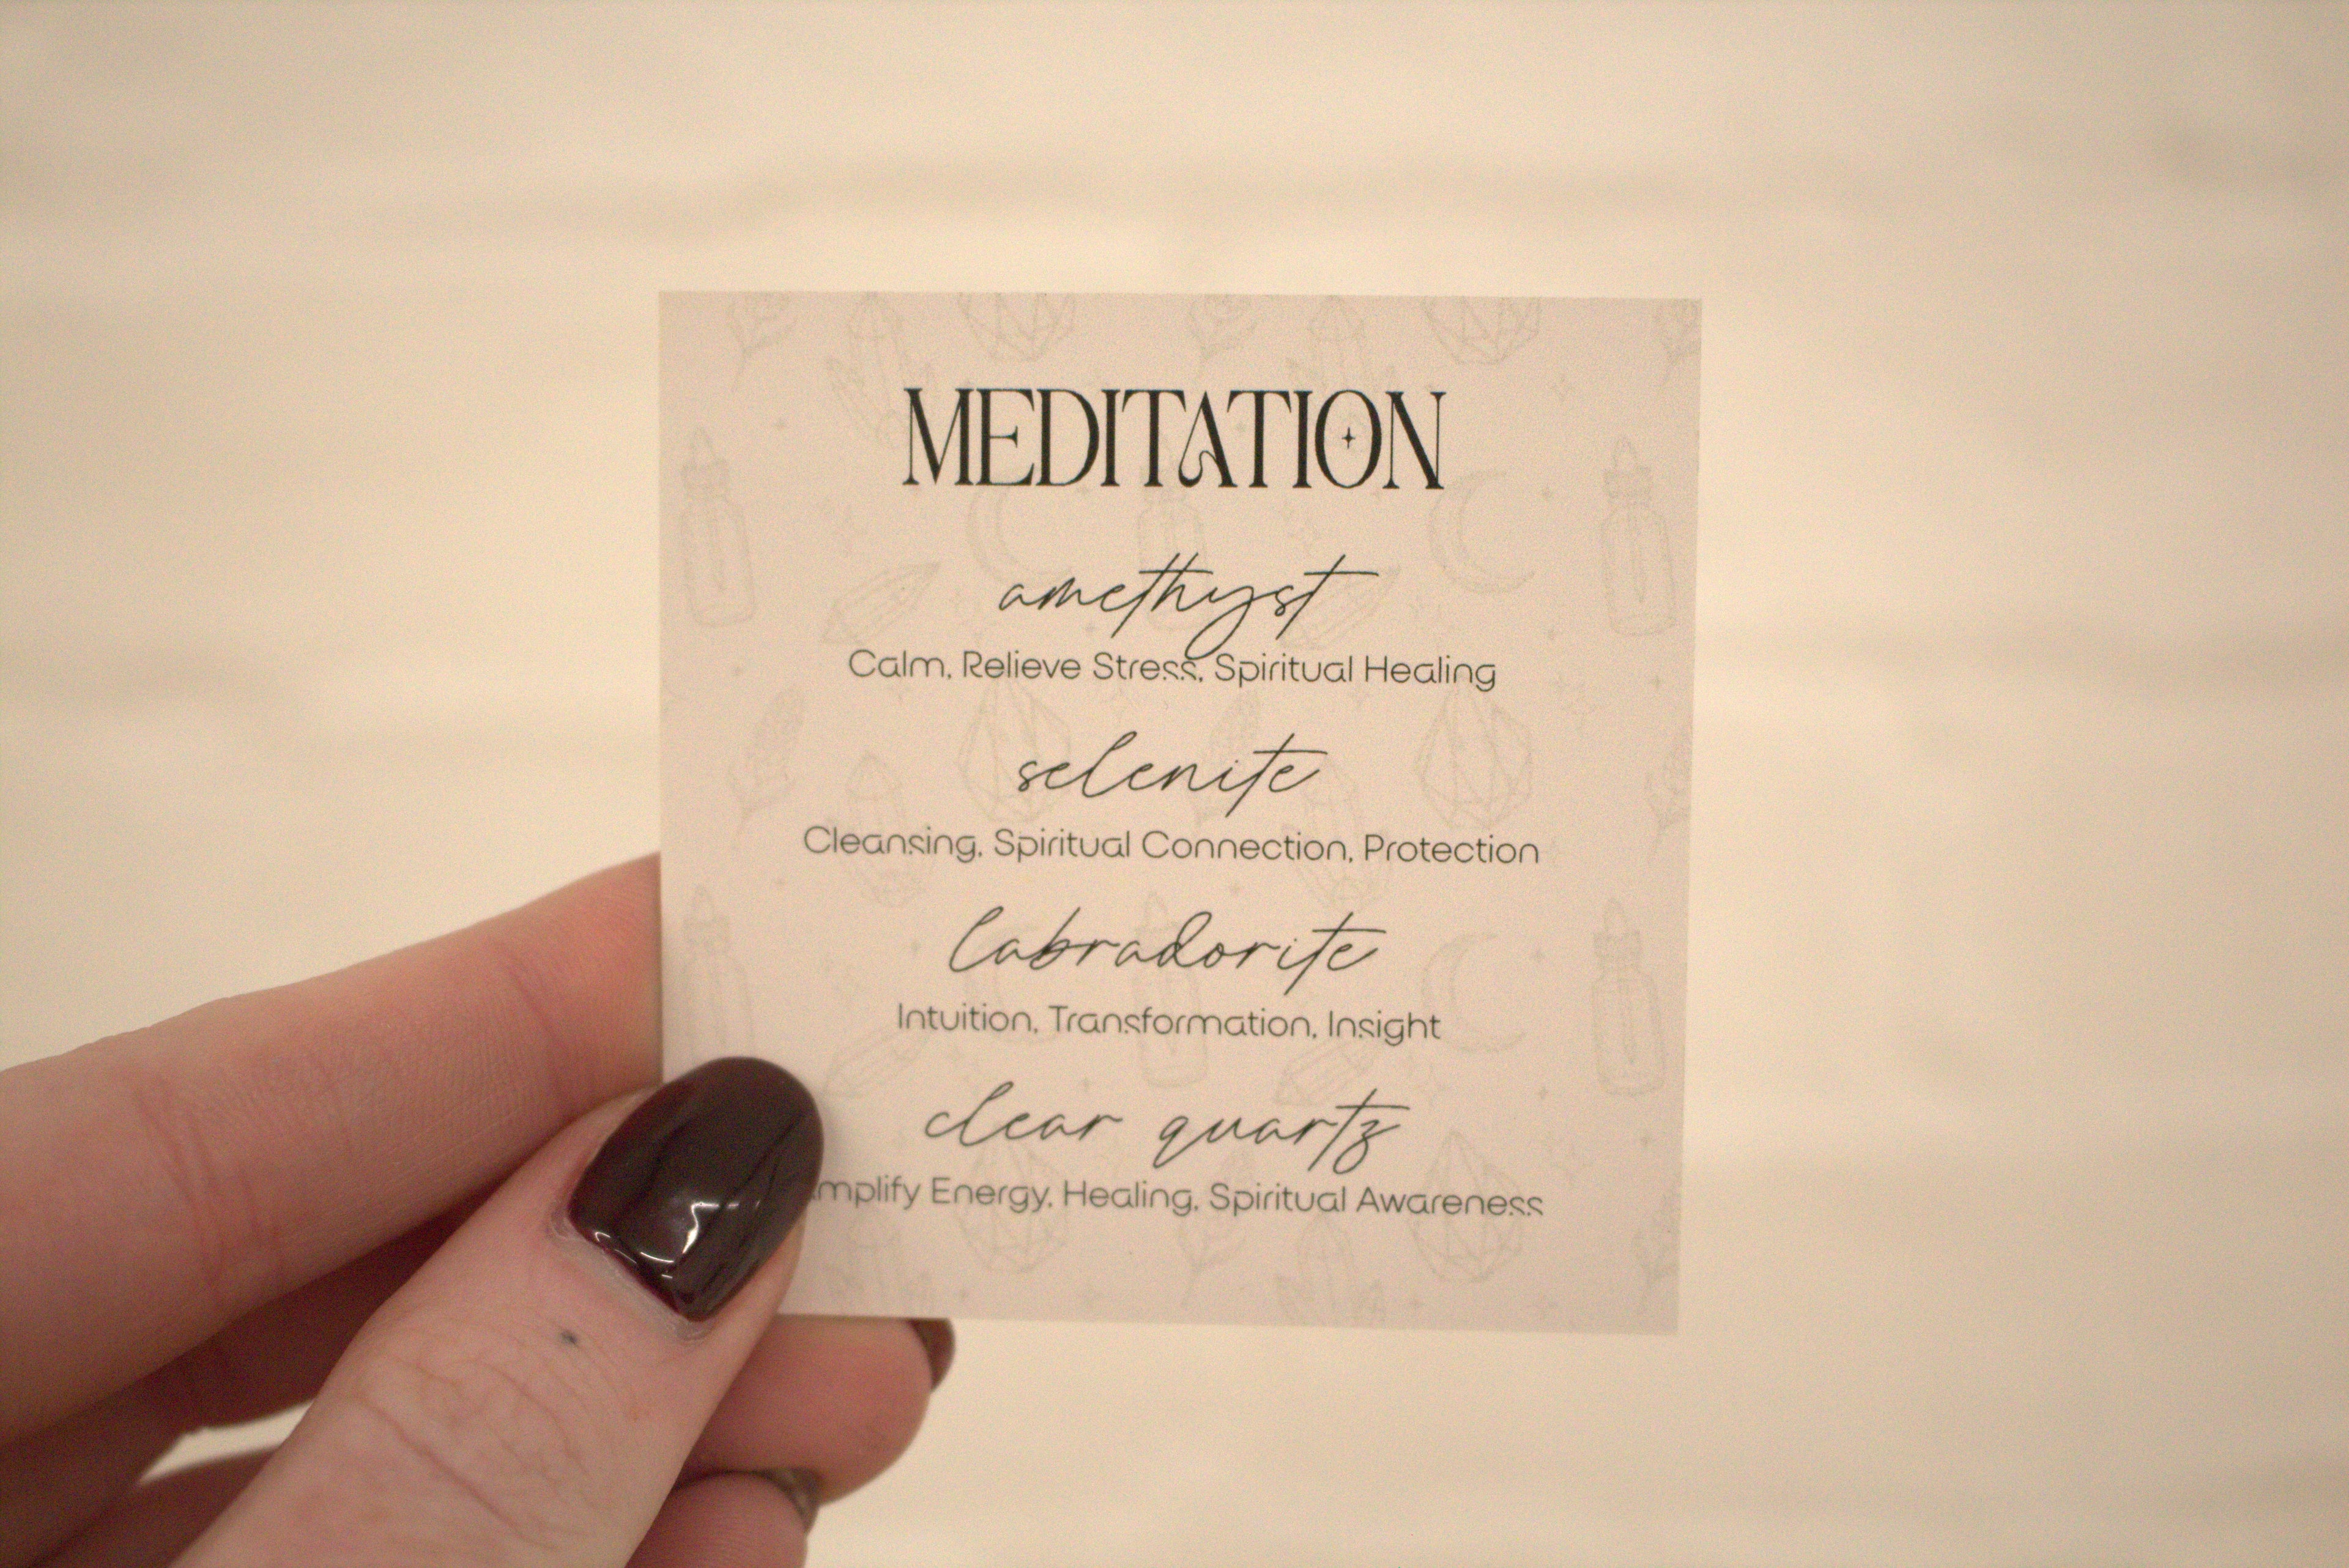 MEDITATION
amethyst
Calm, Relieve Stress, Spiritual Healing
selenite
Cleansing, Spiritual Connection, Protection
labradorite
Intuition, Transformation, Insight
clear quartz
mplify Energy, Healing, Spiritual Awareness